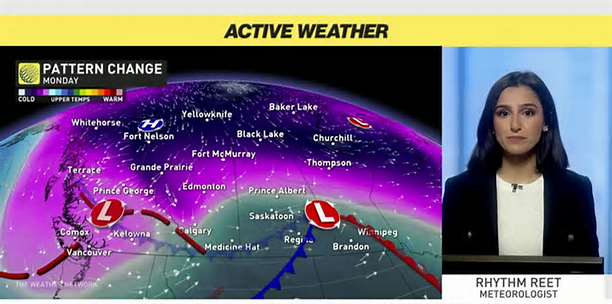 ACTIVE WEATHER
PATTERN CHANGE
MONDAY
COLD UPPER TEMPS WARM
Baker Lake
Yellowknife
Whitehorse
H
Fort Nelson
Black Lake
Churchill
Fort McMurray
Thompson
Terrace
Grande Prairie
Prince George
Edmonton
Prince Albert
L
L
Saskatoon
Comox
Kelowna
Calgary
Winnipeg
Regina
Medicine Hat
Brandon
Vancouver
THE WEATHER NETWORK
RHYTHM REET
METEOROLOGIST